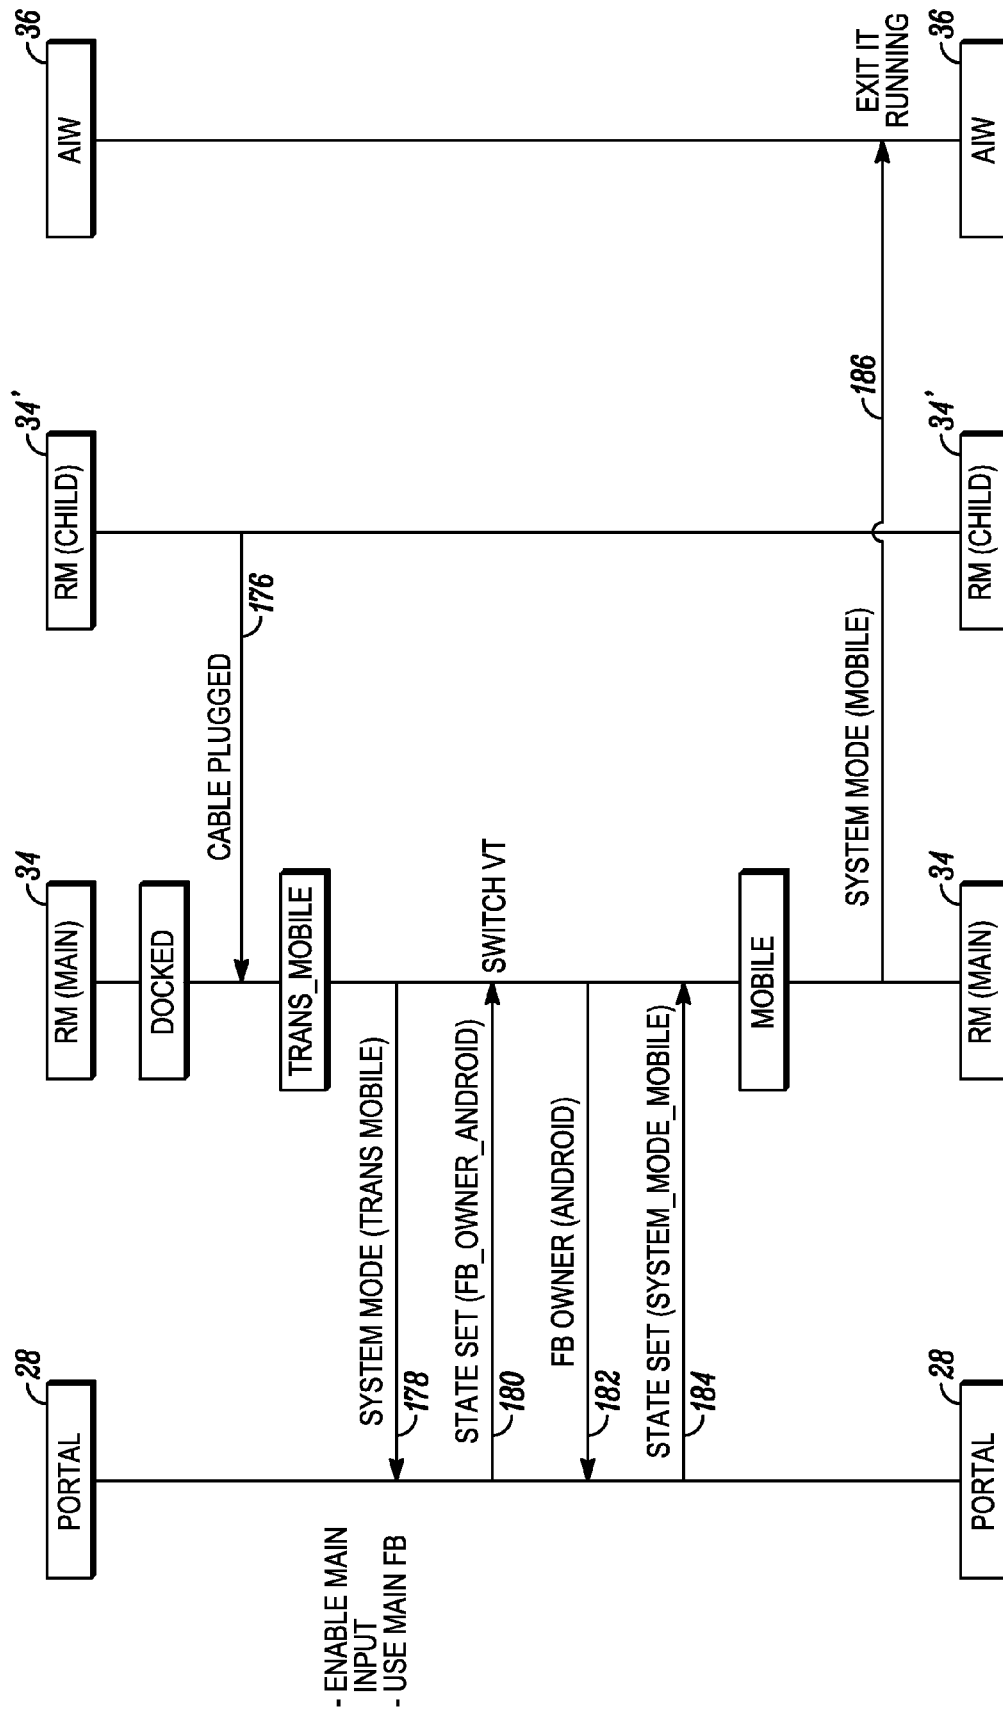 PORTAL
28
RM (MAIN)
34
RM (CHILD)
34'
AIW
36
DOCKED
CABLE PLUGGED
176
TRANS_MOBILE
- ENABLE MAIN
INPUT
- USE MAIN FB
SYSTEM MODE (TRANS MOBILE)
178
STATE SET (FB_OWNER_ANDROID)
180
SWITCH VT
FB OWNER (ANDROID)
182
STATE SET (SYSTEM_MODE_MOBILE)
184
MOBILE
SYSTEM MODE (MOBILE)
186
EXIT IT
RUNNING
PORTAL
28
RM (MAIN)
34
RM (CHILD)
34'
AIW
36